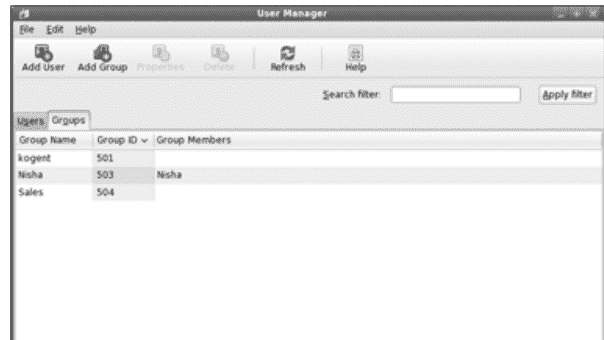 User Manager
File Edit Help
Add User Add Group Properties Delete Refresh Help
Search filter: Apply filter
Users Groups
Group Name Group ID Group Members
kogent 501
Nisha 503 Nisha
Sales 504